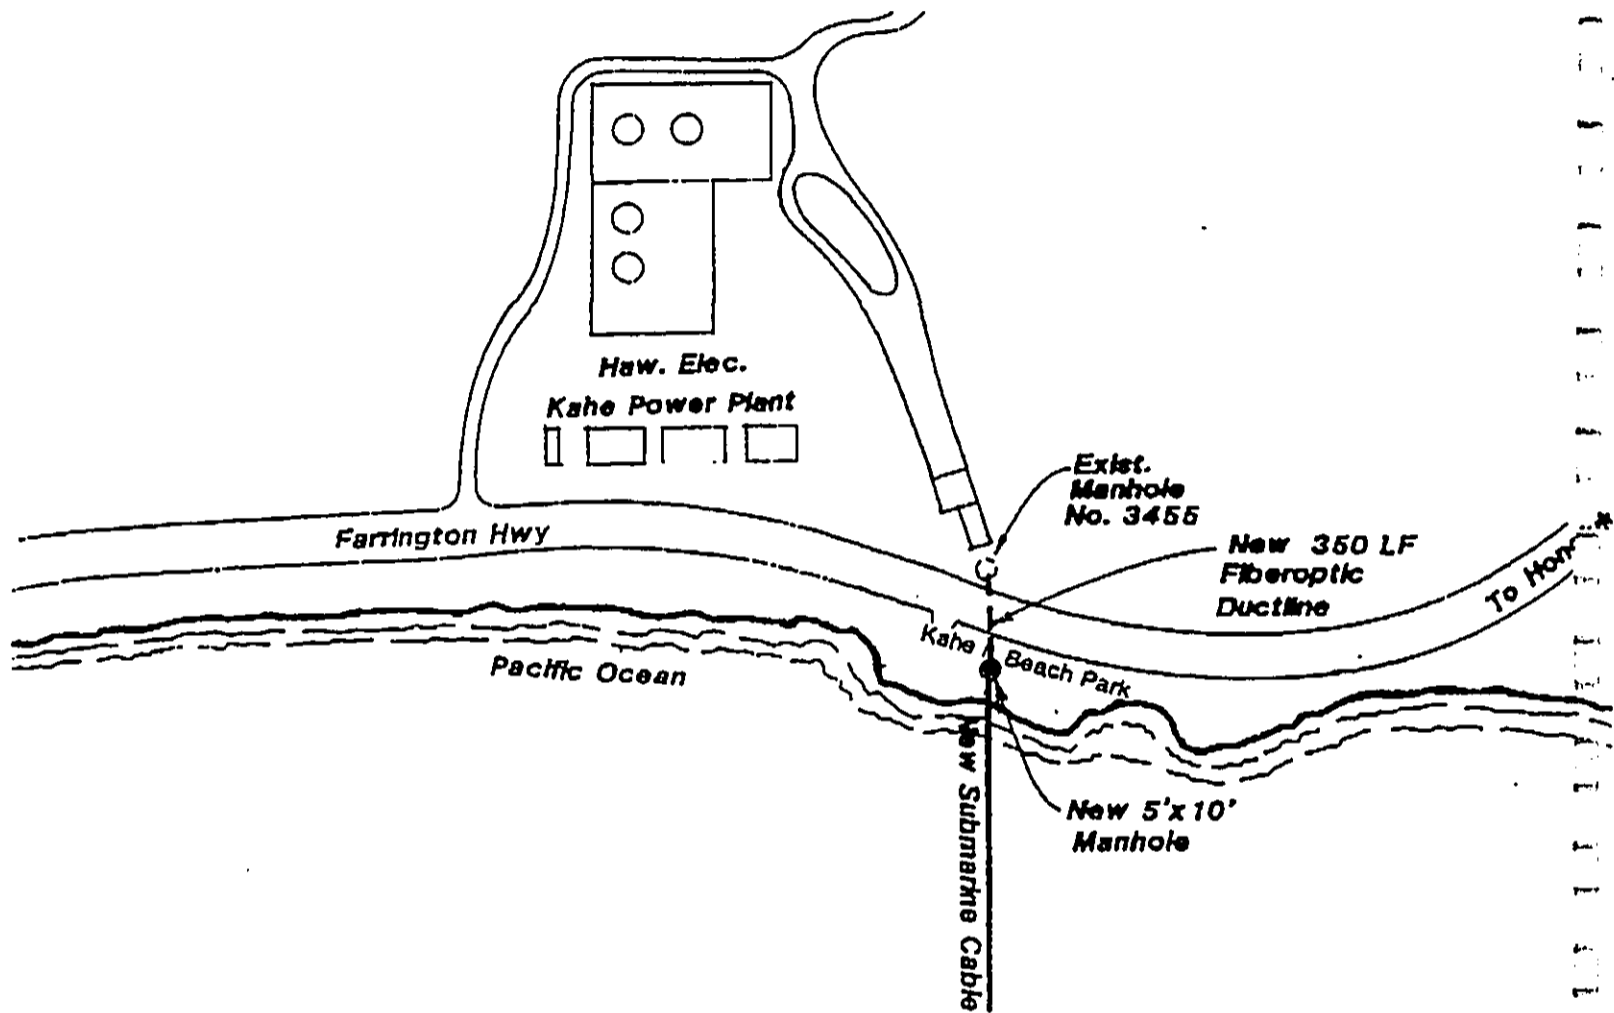 Haw. Elec.
Kahe Power Plant
Exist.
Manhole
No. 3455
Farrington Hwy
New 350 LF
Fiberoptic
Ductline
To Hon
Kahe
Beach Park
Pacific Ocean
New Submarine Cable
New 5'x10'
Manhole